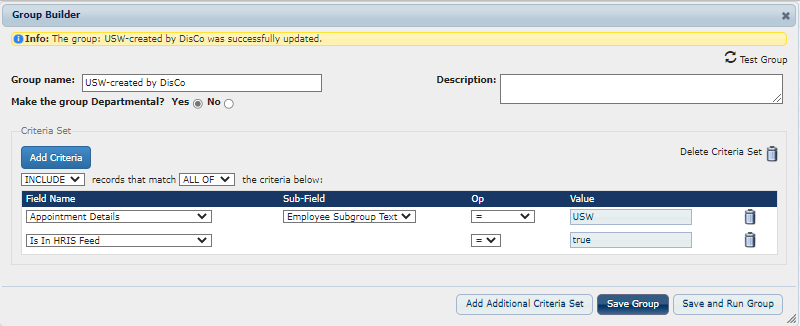 Group Builder
Info: The group: USW-created by DisCo was successfully updated.
Test Group
Group name: USW-created by DisCo Description:
Make the group Departmental? Yes No
Criteria Set
Add Criteria Delete Criteria Set
INCLUDE records that match ALL OF the criteria below:
Field Name Sub-Field Op Value
Appointment Details Employee Subgroup Text = USW
Is In HRIS Feed = true
Add Additional Criteria Set Save Group Save and Run Group